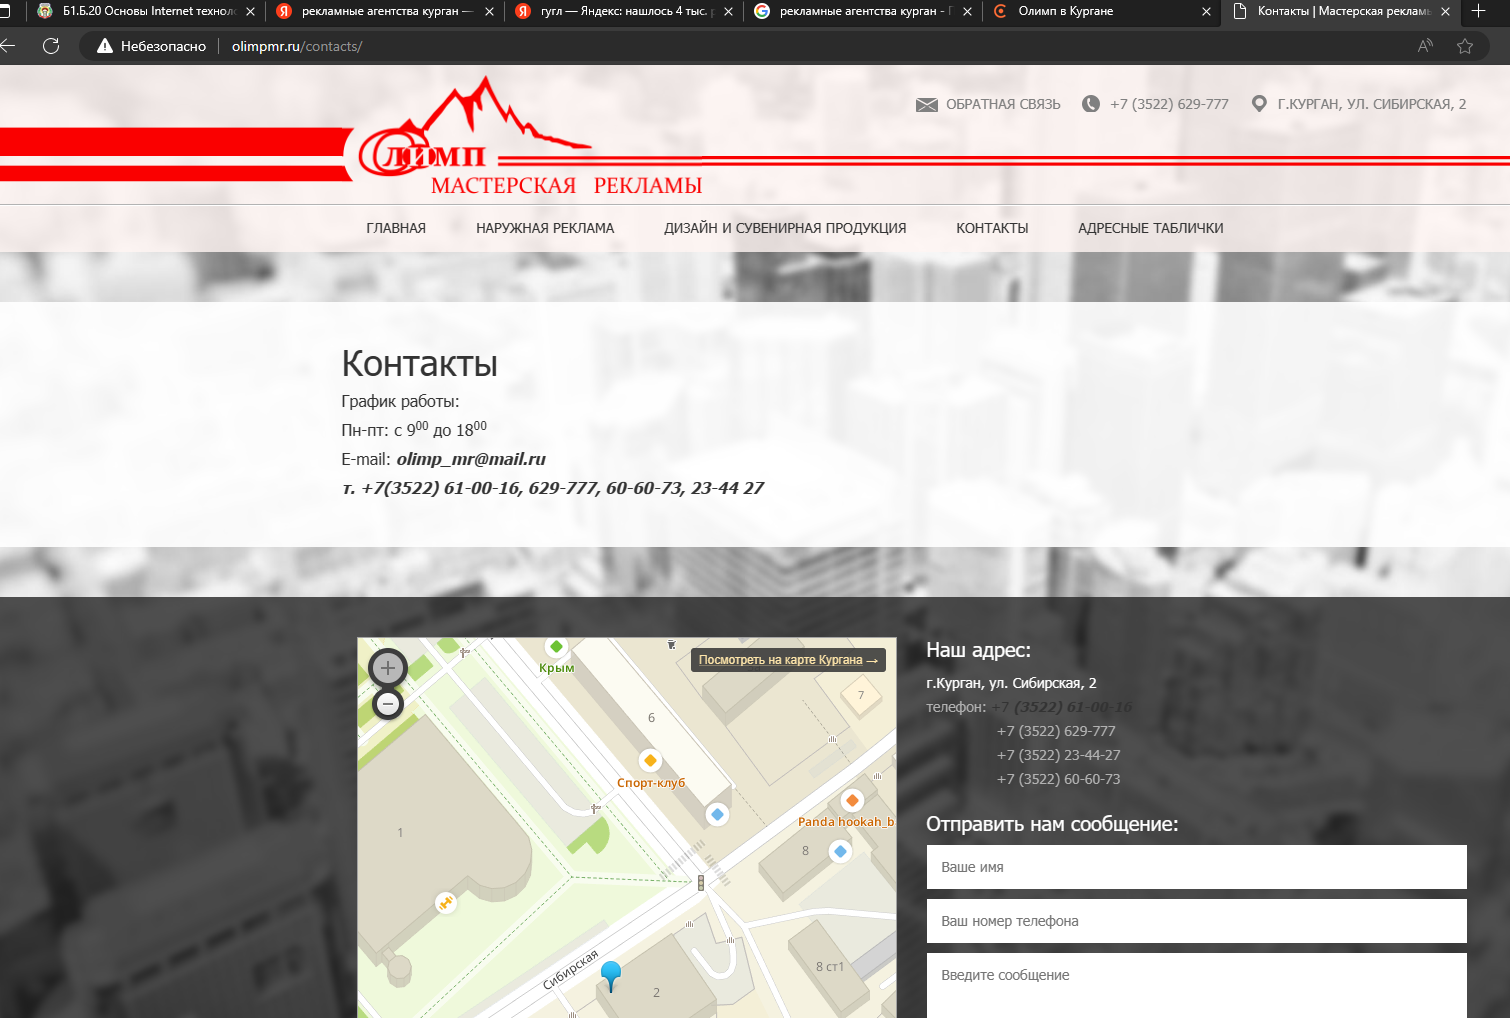 Б1.Б.20 Основы Internet технол
рекламные агентства курган —
гугл — Яндекс: нашлось 4 тыс.
рекламные агентства курган - 
Олимп в Кургане
Контакты | Мастерская реклам
Небезопасно
olimpmr.ru/contacts/
ОБРАТНАЯ СВЯЗЬ
+7 (3522) 629-777
Г.КУРГАН, УЛ. СИБИРСКАЯ, 2
Олимп
МАСТЕРСКАЯ РЕКЛАМЫ
ГЛАВНАЯ
НАРУЖНАЯ РЕКЛАМА
ДИЗАЙН И СУВЕНИРНАЯ ПРОДУКЦИЯ
КОНТАКТЫ
АДРЕСНЫЕ ТАБЛИЧКИ
Контакты
График работы:
Пн-пт: с 9⁰⁰ до 18⁰⁰
E-mail: olimp_mr@mail.ru
т. +7(3522) 61-00-16, 629-777, 60-60-73, 23-44 27
Крым
Посмотреть на карте Кургана →
7
6
Спорт-клуб
Panda hookah_b
1
8
8 ст1
Сибирская
2
Наш адрес:
г.Курган, ул. Сибирская, 2
телефон: +7 (3522) 61-00-16
+7 (3522) 629-777
+7 (3522) 23-44-27
+7 (3522) 60-60-73
Отправить нам сообщение:
Ваше имя
Ваш номер телефона
Введите сообщение